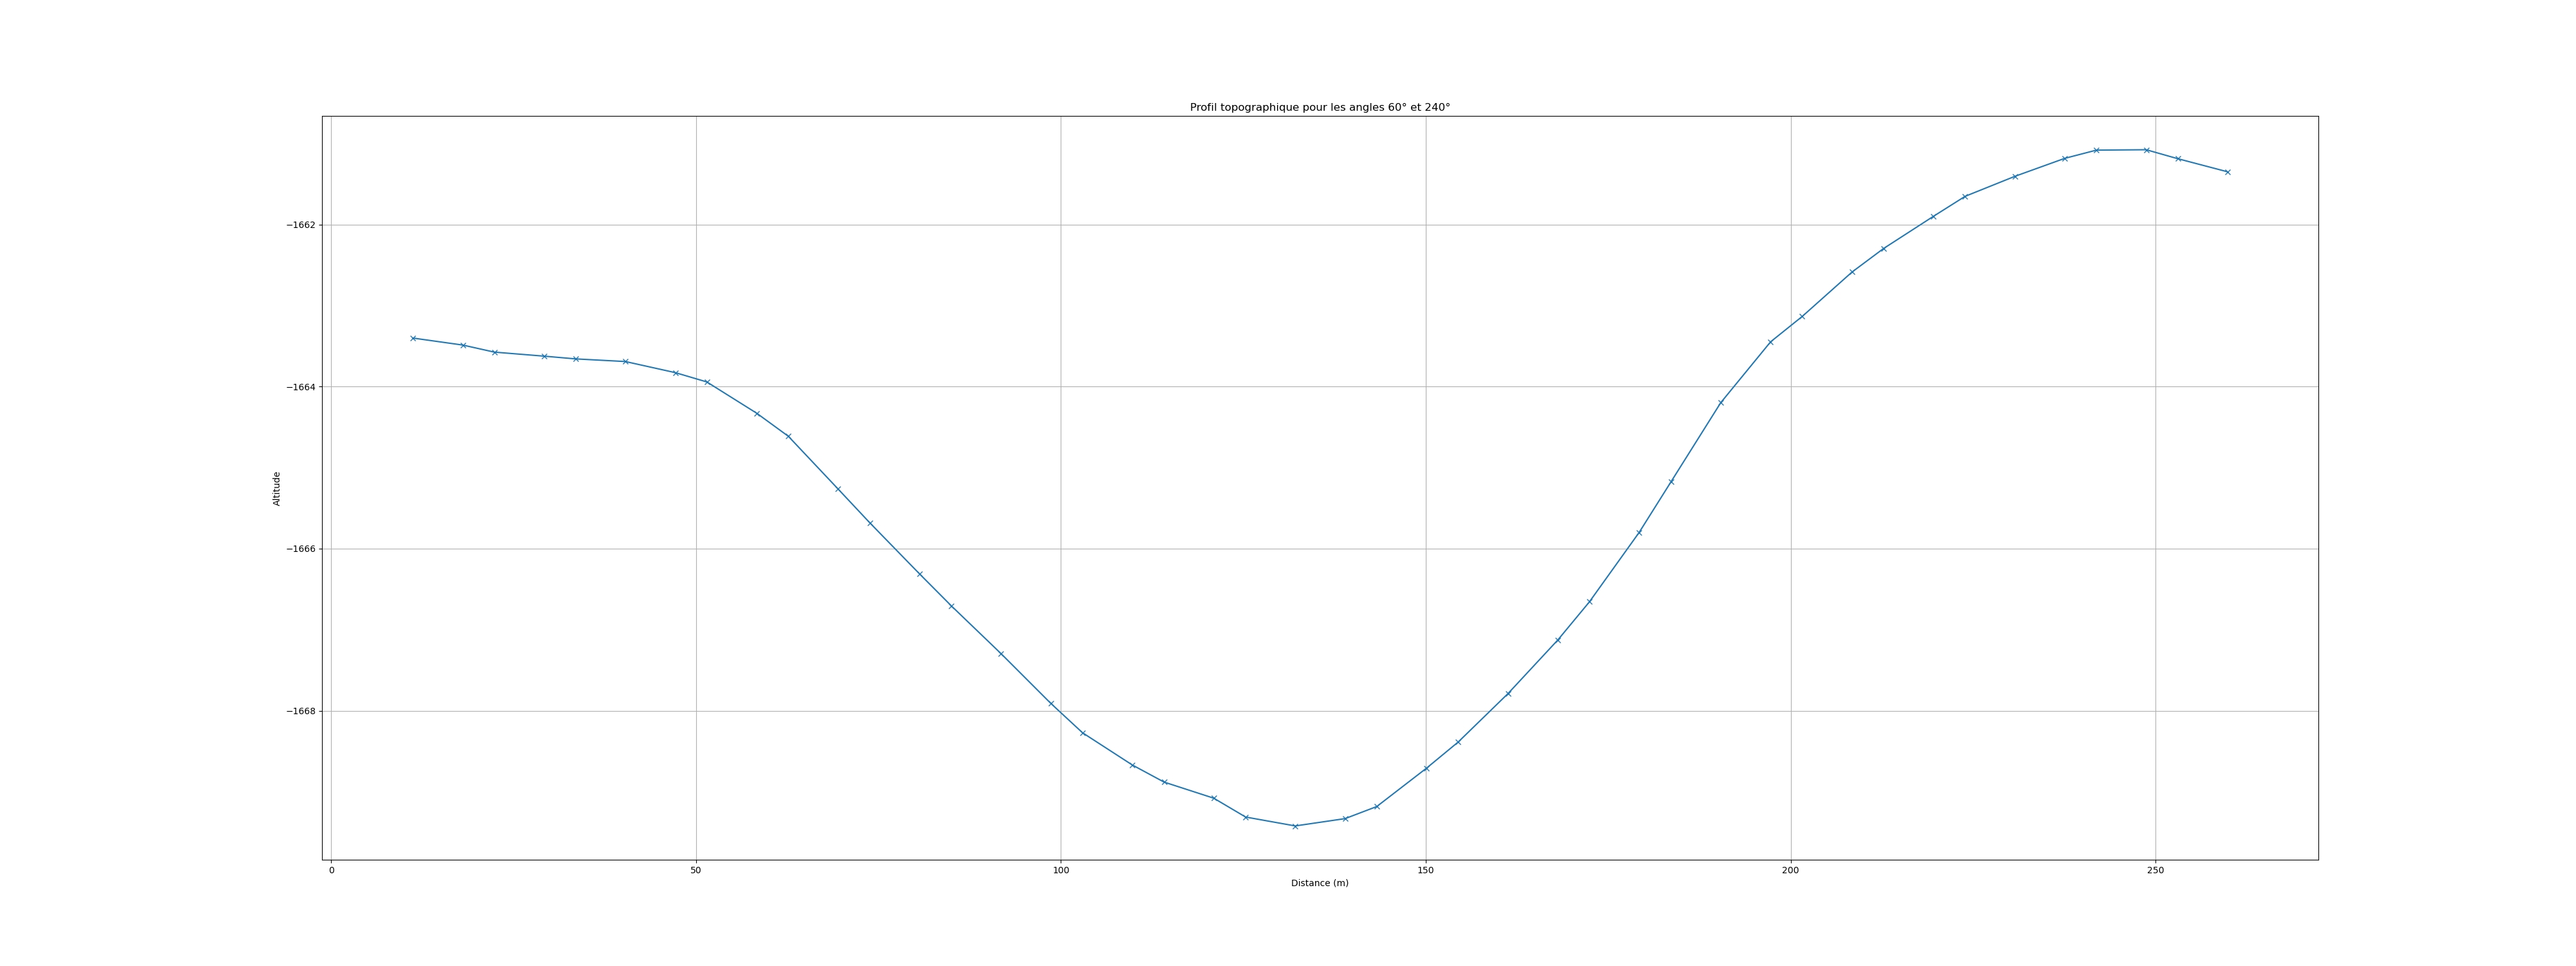 Profil topographique pour les angles 60° et 240°
Altitude
−1662
−1664
−1666
−1668
0 50 100 150 200 250
Distance (m)